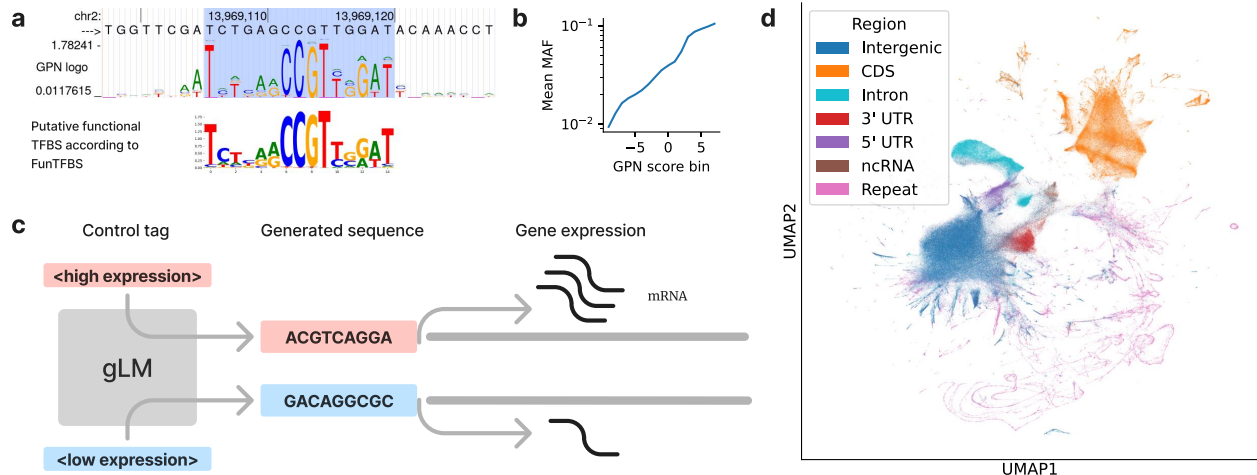 a
chr2:
13,969,110
13,969,120
--->
TGGTTCGATCTGAGCCGTTGGATACAAACCT
1.78241 -
GPN logo
0.0117615 -
Putative functional
TFBS according to
FunTFBS
b
Mean MAF
10⁻¹
10⁻²
−5
0
5
GPN score bin
c
Control tag
Generated sequence
Gene expression
<high expression>
mRNA
ACGTCAGGA
gLM
GACAGGCGC
<low expression>
d
Region
Intergenic
CDS
Intron
3' UTR
5' UTR
ncRNA
Repeat
UMAP2
UMAP1